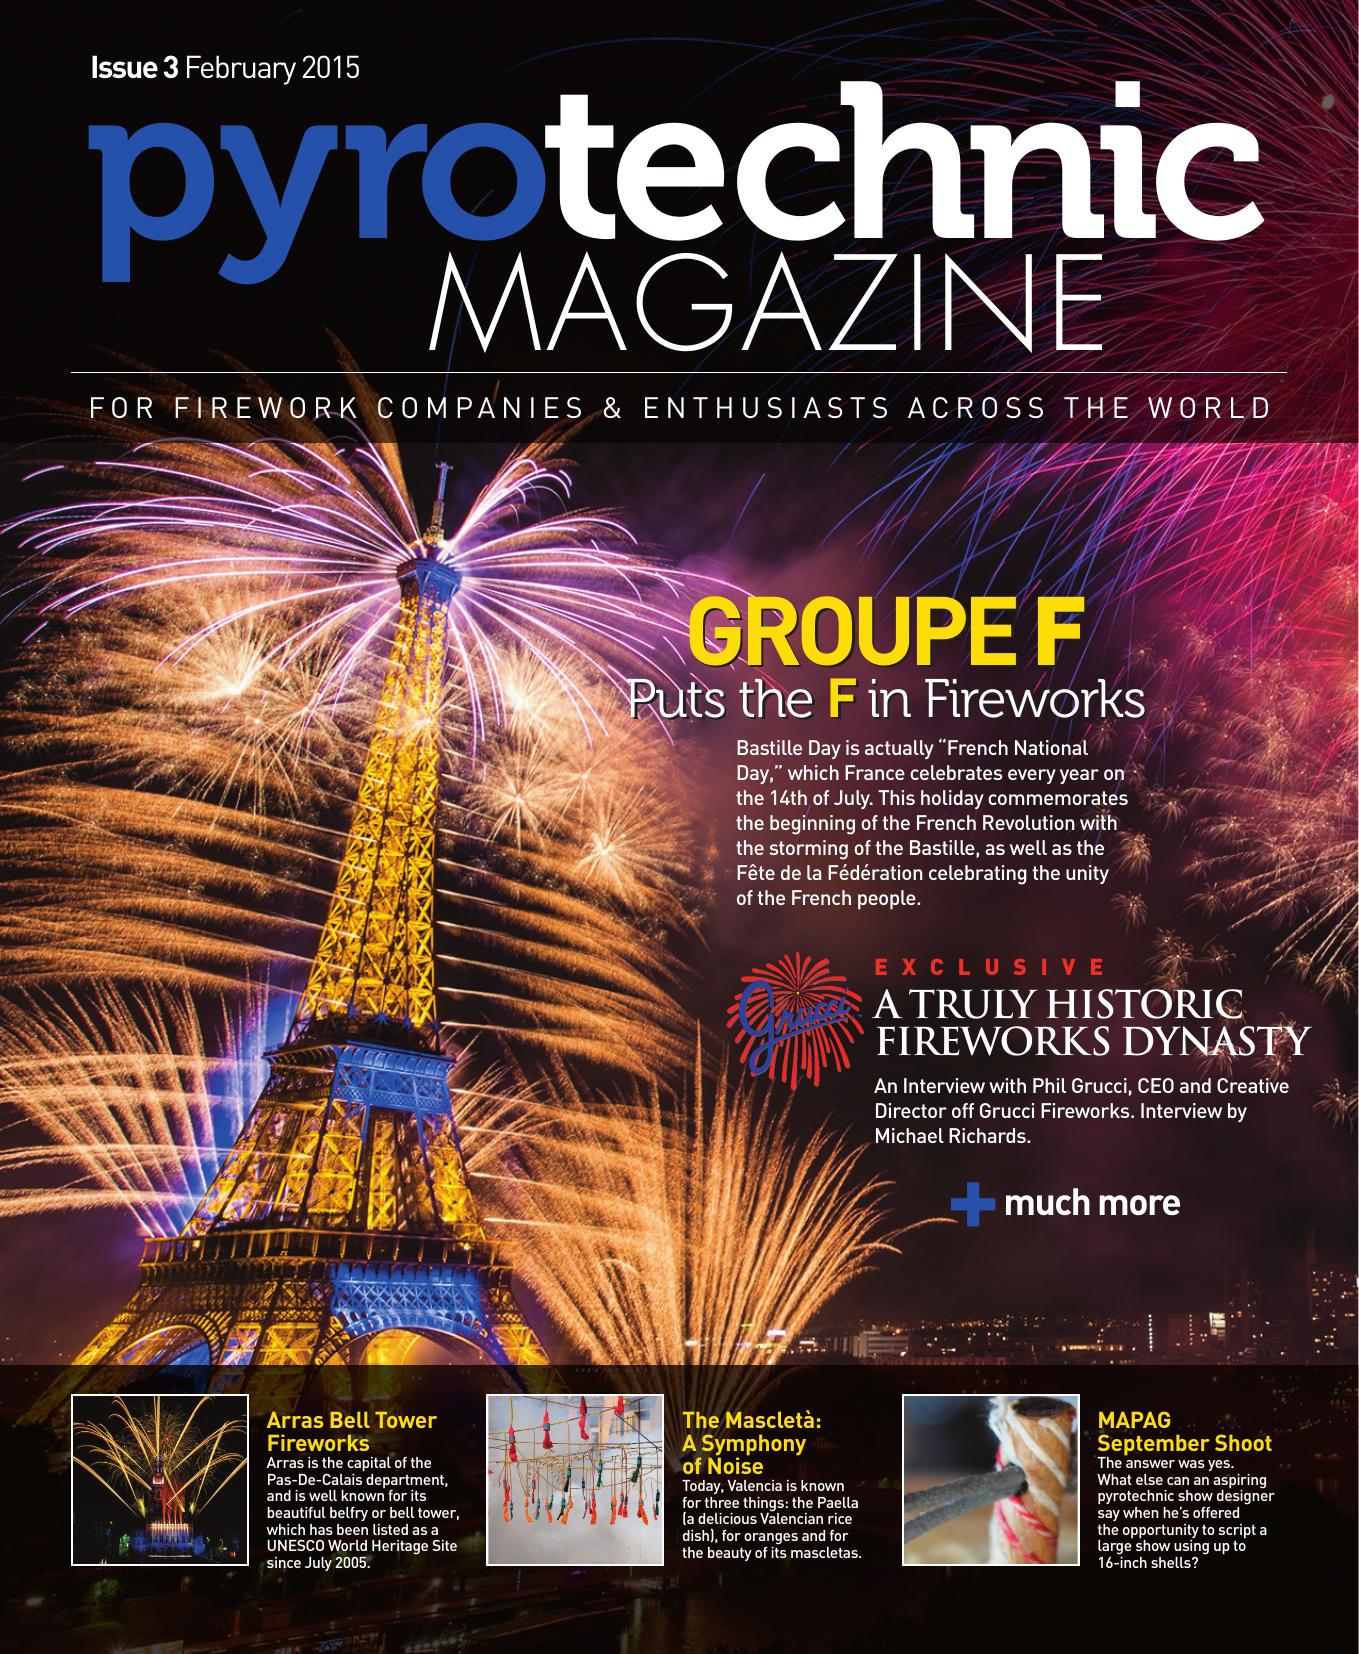 Issue 3 February 2015
pyrotechnic
MAGAZINE
FOR FIREWORK COMPANIES & ENTHUSIASTS ACROSS THE WORLD
GROUPE F
Puts the F in Fireworks
Bastille Day is actually “French National
Day,” which France celebrates every year on
the 14th of July. This holiday commemorates
the beginning of the French Revolution with
the storming of the Bastille, as well as the
Fête de la Fédération celebrating the unity
of the French people.
Grucci
EXCLUSIVE
A TRULY HISTORIC
FIREWORKS DYNASTY
An Interview with Phil Grucci, CEO and Creative
Director off Grucci Fireworks. Interview by
Michael Richards.
+ much more
Arras Bell Tower
Fireworks
Arras is the capital of the
Pas-De-Calais department,
and is well known for its
beautiful belfry or bell tower,
which has been listed as a
UNESCO World Heritage Site
since July 2005.
The Mascletà:
A Symphony
of Noise
Today, Valencia is known
for three things: the Paella
(a delicious Valencian rice
dish), for oranges and for
the beauty of its mascletas.
MAPAG
September Shoot
The answer was yes.
What else can an aspiring
pyrotechnic show designer
say when he’s offered
the opportunity to script a
large show using up to
16-inch shells?